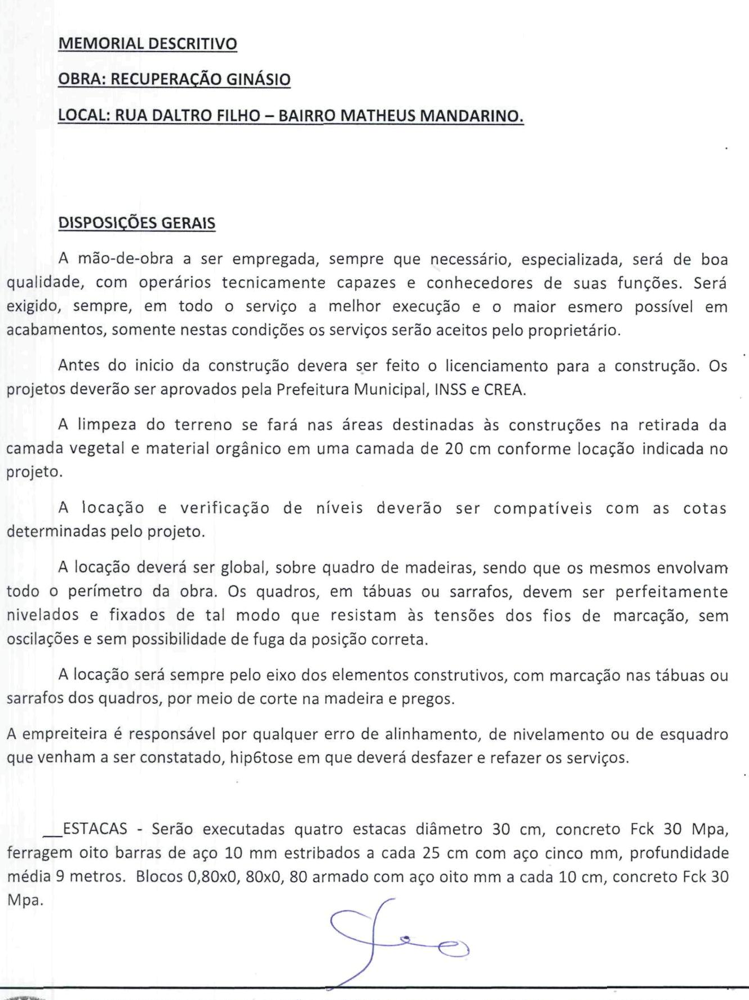 MEMORIAL DESCRITIVO
OBRA: RECUPERAÇÃO GINÁSIO
LOCAL: RUA DALTRO FILHO – BAIRRO MATHEUS MANDARINO.
DISPOSIÇÕES GERAIS
A mão-de-obra a ser empregada, sempre que necessário, especializada, será de boa
qualidade, com operários tecnicamente capazes e conhecedores de suas funções. Será
exigido, sempre, em todo o serviço a melhor execução e o maior esmero possível em
acabamentos, somente nestas condições os serviços serão aceitos pelo proprietário.
Antes do inicio da construção devera ser feito o licenciamento para a construção. Os
projetos deverão ser aprovados pela Prefeitura Municipal, INSS e CREA.
A limpeza do terreno se fará nas áreas destinadas às construções na retirada da
camada vegetal e material orgânico em uma camada de 20 cm conforme locação indicada no
projeto.
A locação e verificação de níveis deverão ser compatíveis com as cotas
determinadas pelo projeto.
A locação deverá ser global, sobre quadro de madeiras, sendo que os mesmos envolvam
todo o perímetro da obra. Os quadros, em tábuas ou sarrafos, devem ser perfeitamente
nivelados e fixados de tal modo que resistam às tensões dos fios de marcação, sem
oscilações e sem possibilidade de fuga da posição correta.
A locação será sempre pelo eixo dos elementos construtivos, com marcação nas tábuas ou
sarrafos dos quadros, por meio de corte na madeira e pregos.
A empreiteira é responsável por qualquer erro de alinhamento, de nivelamento ou de esquadro
que venham a ser constatado, hip6tose em que deverá desfazer e refazer os serviços.
__ESTACAS - Serão executadas quatro estacas diâmetro 30 cm, concreto Fck 30 Mpa,
ferragem oito barras de aço 10 mm estribados a cada 25 cm com aço cinco mm, profundidade
média 9 metros. Blocos 0,80x0, 80x0, 80 armado com aço oito mm a cada 10 cm, concreto Fck 30
Mpa.